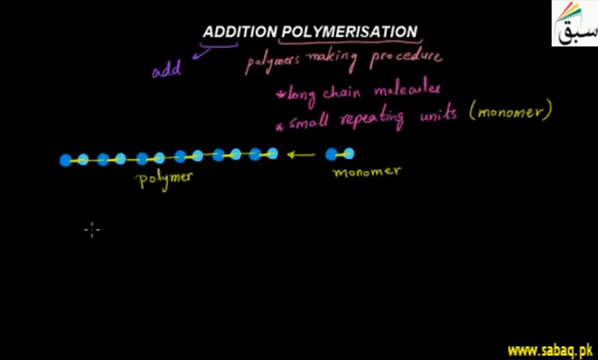 ADDITION POLYMERISATION
سبق
add
polymers making procedure
*long chain molecules
* small repeating units (monomer)
polymer
monomer
www.sabaq.pk